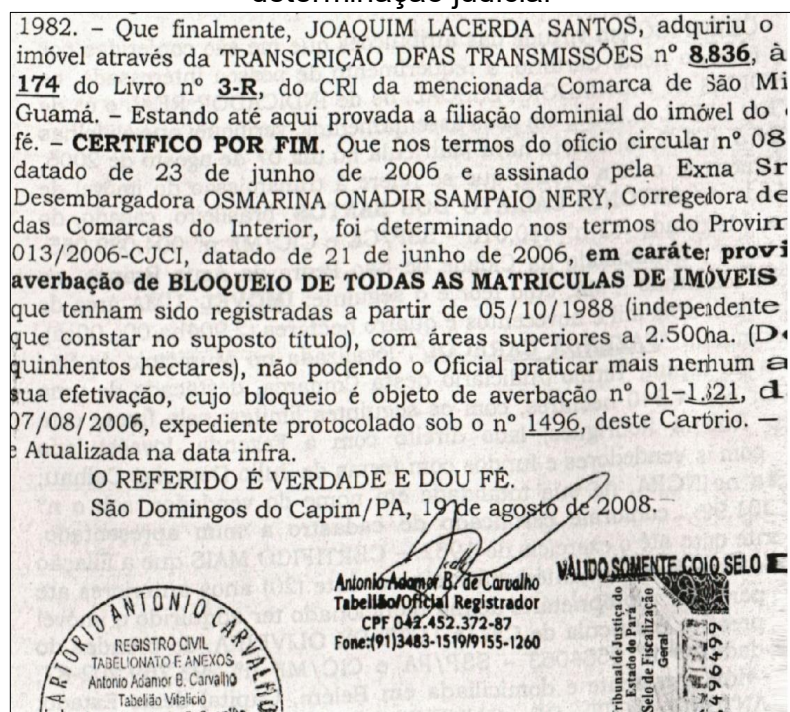 determinação judicial
1982. – Que finalmente, JOAQUIM LACERDA SANTOS, adquiriu o
imóvel através da TRANSCRIÇÃO DFAS TRANSMISSÕES nº 8.836, à
174 do Livro nº 3-R, do CRI da mencionada Comarca de São Mi
Guamá. – Estando até aqui provada a filiação dominial do imóvel do
fé. – CERTIFICO POR FIM. Que nos termos do ofício circular nº 08
datado de 23 de junho de 2006 e assinado pela Exna Sr
Desembargadora OSMARINA ONADIR SAMPAIO NERY, Corregedora de
das Comarcas do Interior, foi determinado nos termos do Provim
013/2006-CJCI, datado de 21 de junho de 2006, em caráter provi
averbação de BLOQUEIO DE TODAS AS MATRICULAS DE IMÓVEIS
que tenham sido registradas a partir de 05/10/1988 (independente
que constar no suposto título), com áreas superiores a 2.500ha. (D
quinhentos hectares), não podendo o Oficial praticar mais nenhum a
sua efetivação, cujo bloqueio é objeto de averbação nº 01-1.321, d
07/08/2006, expediente protocolado sob o nº 1496, deste Cartório. –
e Atualizada na data infra.
O REFERIDO É VERDADE E DOU FÉ.
São Domingos do Capim/PA, 19 de agosto de 2008.
Antonio Adamor B. de Carvalho
Tabelião/Oficial Registrador
CPF 042.452.372-87
Fone:(91)3483-1519/9155-1260
VÁLIDO SOMENTE COM O SELO
CARTORIO ANTONIO CARVALHO
REGISTRO CIVIL
TABELIONATO E ANEXOS
Antonio Adamor B. Carvalho
Tabelião Vitalício
Tribunal de Justiça do
Estado do Pará
Selo de Fiscalização
Geral
496499